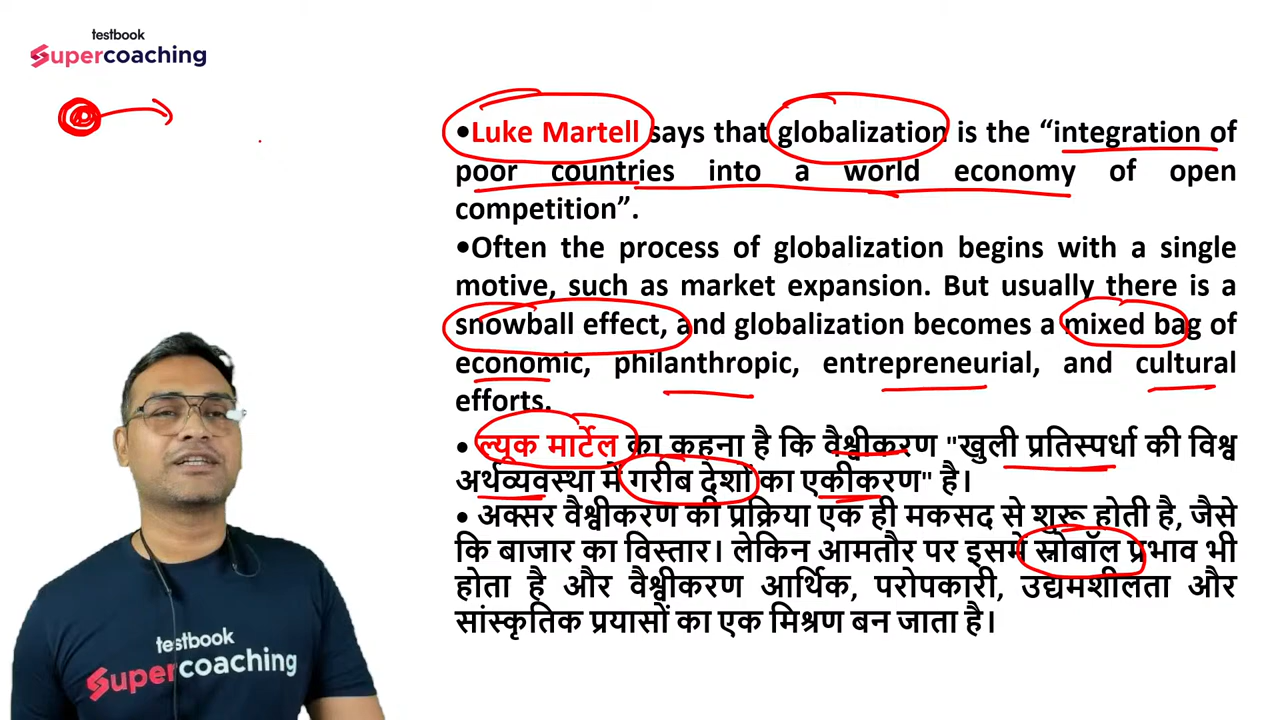 testbook
Supercoaching
•Luke Martell says that globalization is the “integration of
poor countries into a world economy of open
competition”.
•Often the process of globalization begins with a single
motive, such as market expansion. But usually there is a
snowball effect, and globalization becomes a mixed bag of
economic, philanthropic, entrepreneurial, and cultural
efforts.
• ल्यूक मार्टेल का कहना है कि वैश्वीकरण "खुली प्रतिस्पर्धा की विश्व
अर्थव्यवस्था में गरीब देशों का एकीकरण" है।
• अक्सर वैश्वीकरण की प्रक्रिया एक ही मकसद से शुरू होती है, जैसे
कि बाजार का विस्तार। लेकिन आमतौर पर इसमे स्नोबॉल प्रभाव भी
होता है और वैश्वीकरण आर्थिक, परोपकारी, उद्यमशीलता और
सांस्कृतिक प्रयासों का एक मिश्रण बन जाता है।
testbook
Supercoaching